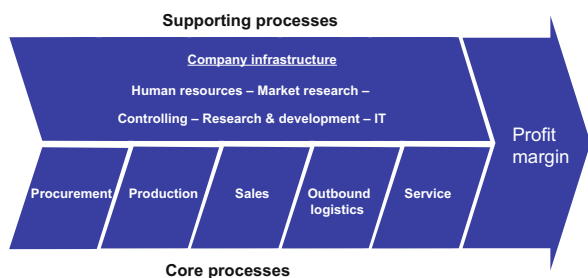 Supporting processes
Company infrastructure
Human resources – Market research –
Controlling – Research & development – IT
Profit
margin
Procurement
Production
Sales
Outbound
logistics
Service
Core processes